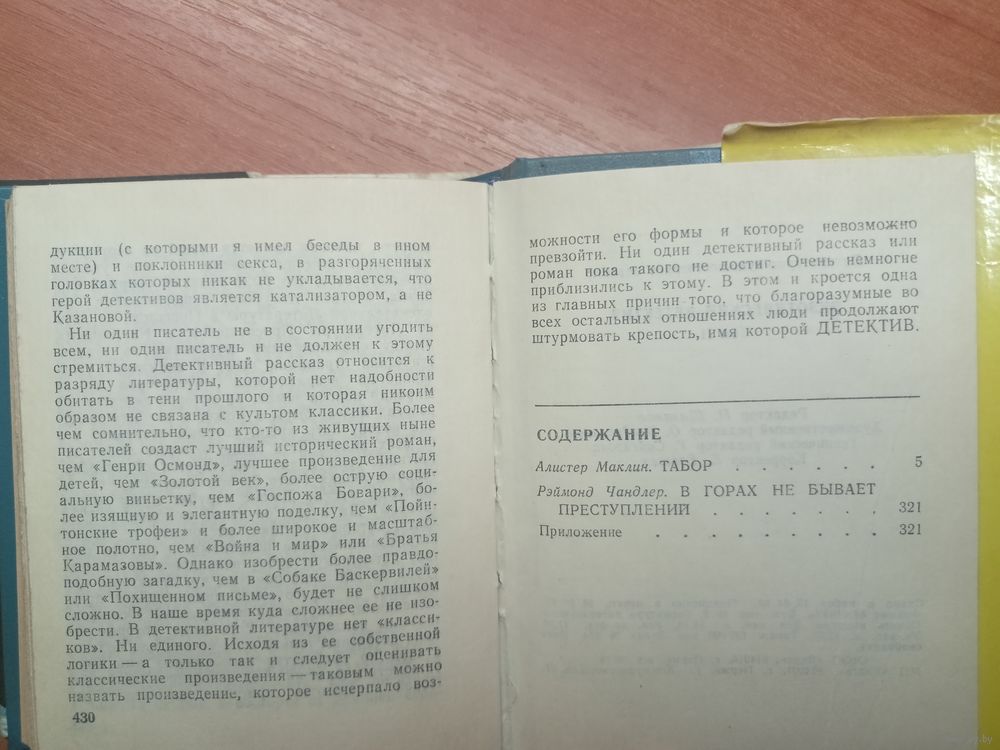 дукции (с которыми я имел беседы в ином
месте) и поклонники секса, в разгоряченных
головках которых никак не укладывается, что
герой детективов является катализатором, а не
Казановой.
Ни один писатель не в состоянии угодить
всем, ни один писатель и не должен к этому
стремиться. Детективный рассказ относится к
разряду литературы, которой нет надобности
обитать в тени прошлого и которая никоим
образом не связана с культом классики. Более
чем сомнительно, что кто-то из живущих ныне
писателей создаст лучший исторический роман,
чем «Генри Осмонд», лучшее произведение для
детей, чем «Золотой век», более острую соци-
альную виньетку, чем «Госпожа Бовари», бо-
лее изящную и элегантную поделку, чем «Пойн-
тонские трофеи» и более широкое и масштаб-
ное полотно, чем «Война и мир» или «Братья
Карамазовы». Однако изобрести более правдо-
подобную загадку, чем в «Собаке Баскервилей»
или «Похищенном письме», будет не слишком
сложно. В наше время куда сложнее ее не изо-
брести. В детективной литературе нет «класси-
ков». Ни единого. Исходя из ее собственной
логики — а только так и следует оценивать
классические произведения — таковым можно
назвать произведение, которое исчерпало воз-
430
можности его формы и которое невозможно
превзойти. Ни один детективный рассказ или
роман пока такого не достиг. Очень немногие
приблизились к этому. В этом и кроется одна
из главных причин того, что благоразумные во
всех остальных отношениях люди продолжают
штурмовать крепость, имя которой ДЕТЕКТИВ.
СОДЕРЖАНИЕ
Алистер Маклин. ТАБОР . . . . . . 5
Рэймонд Чандлер. В ГОРАХ НЕ БЫВАЕТ
ПРЕСТУПЛЕНИЙ . . . . . . . 321
Приложение . . . . . . . . 321